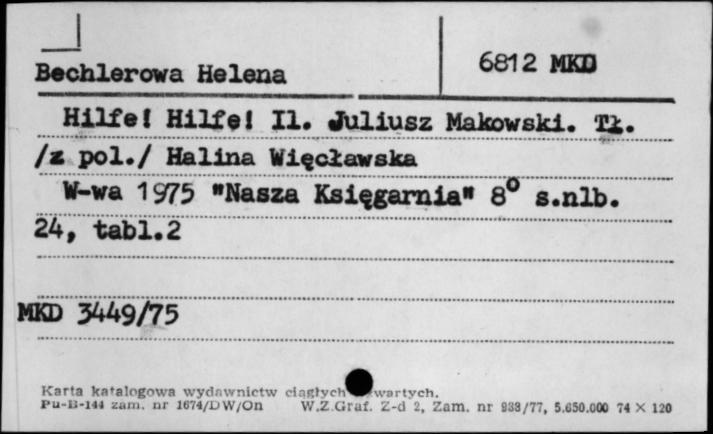 6812 MKD
Bechlerowa Helena
Hilfe! Hilfe! Il. Juliusz Makowski. Tł.
/z pol./ Halina Więcławska
W-wa 1975 "Nasza Księgarnia" 8° s.nlb.
24, tabl.2
MKD 3449/75
Karta katalogowa wydawnictw ciągłych wartych.
Pu-B-144 zam. nr 1674/DW/On W.Z.Graf. Z-d 2, Zam. nr 938/77, 5.650.000 74 × 120